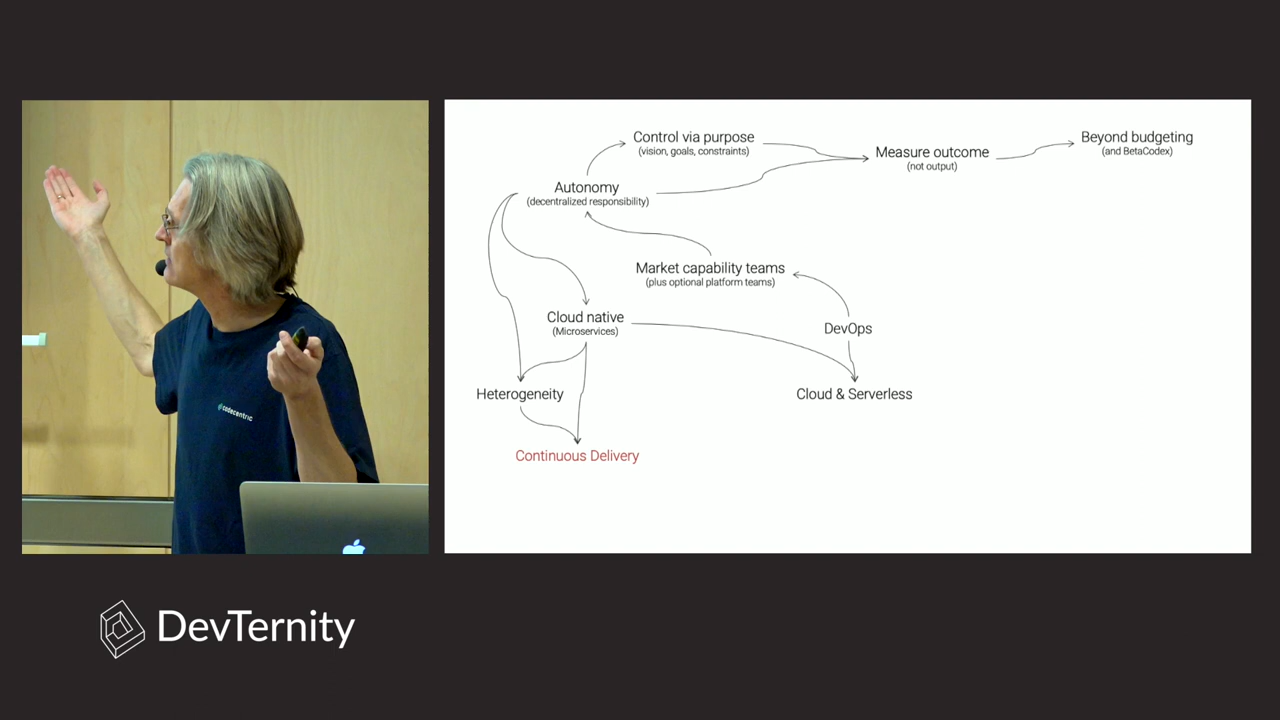 Control via purpose
(vision, goals, constraints)
Beyond budgeting
(and BetaCodex)
Measure outcome
(not output)
Autonomy
(decentralized responsibility)
Market capability teams
(plus optional platform teams)
Cloud native
(Microservices)
DevOps
Heterogeneity
Cloud & Serverless
Continuous Delivery
codecentric
DevTernity